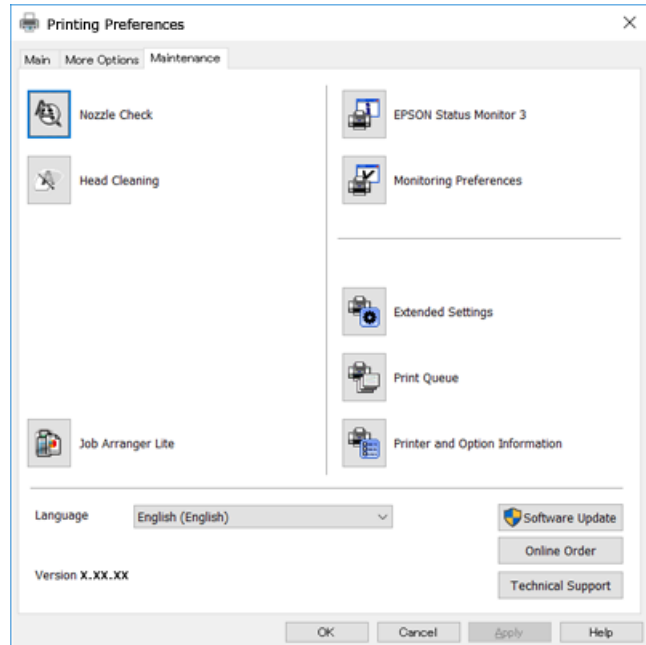 Printing Preferences
Main More Options Maintenance
Nozzle Check
EPSON Status Monitor 3
Head Cleaning
Monitoring Preferences
Extended Settings
Print Queue
Job Arranger Lite
Printer and Option Information
Language English (English)
Software Update
Online Order
Version X.XX.XX
Technical Support
OK Cancel Apply Help